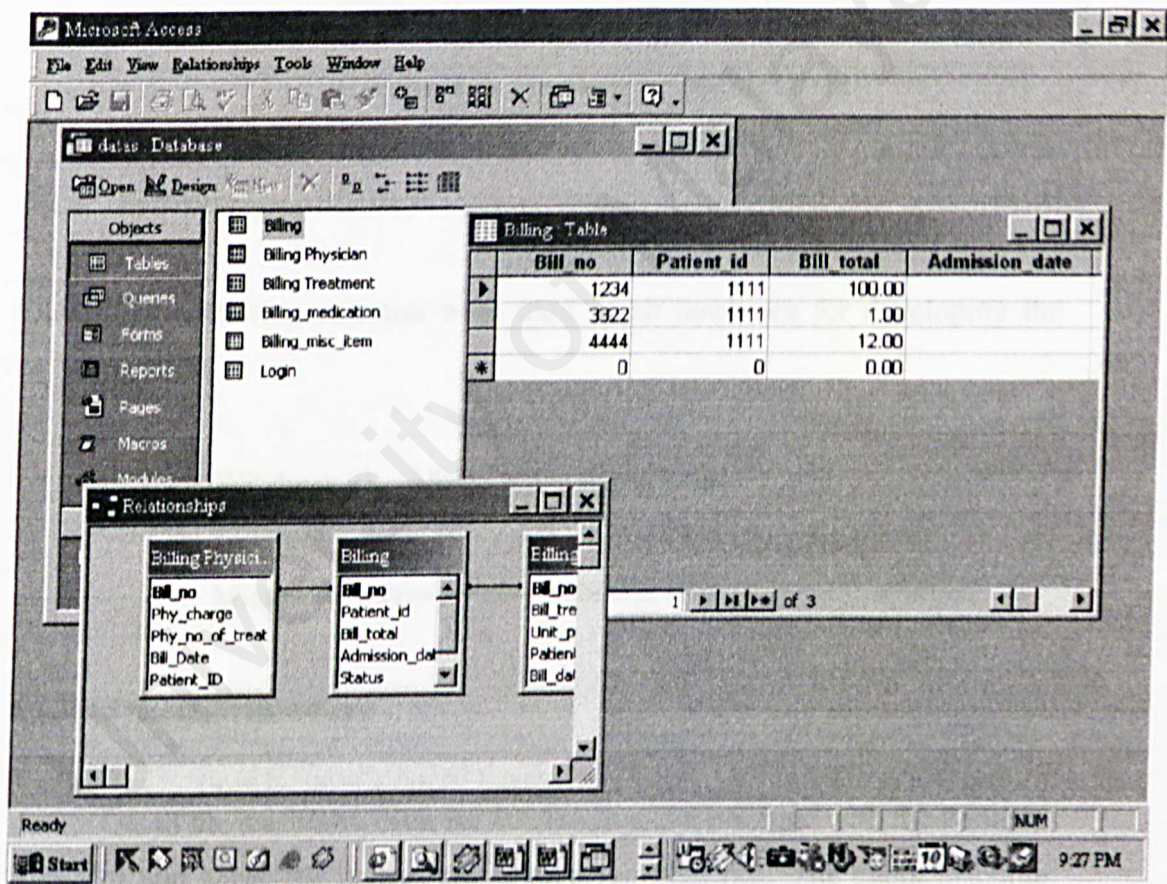 Microsoft Access
File Edit View Relationships Tools Window Help
datas : Database
Open Design New
Objects
Tables
Queries
Forms
Reports
Pages
Macros
Modules
Billing
Billing Physician
Billing Treatment
Billing_medication
Billing_misc_item
Login
Billing : Table
Bill_no Patient_id Bill_total Admission_date
1234 1111 100.00
3322 1111 1.00
4444 1111 12.00
0 0 0.00
1 of 3
Relationships
Billing Physici...
Bill_no
Phy_charge
Phy_no_of_treat
Bill_Date
Patient_ID
Billing
Bill_no
Patient_id
Bill_total
Admission_dat
Status
Billing
Bill_no
Bill_tre
Unit_p
Patient
Bill_dat
Ready
NUM
Start
10
9:27 PM